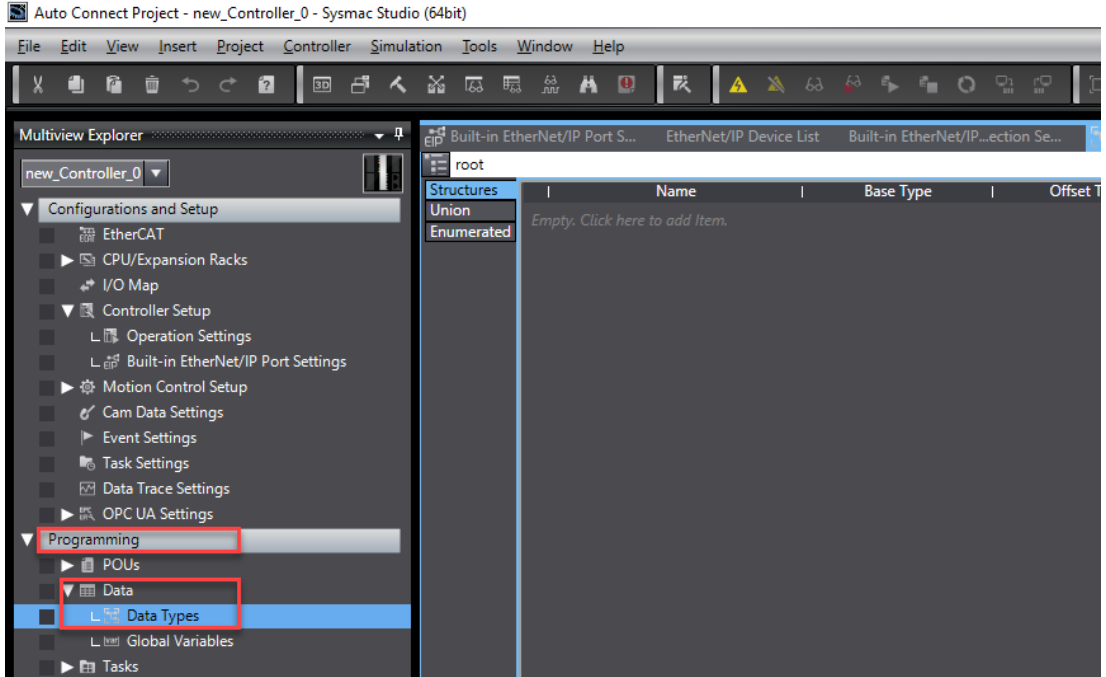 Auto Connect Project - new_Controller_0 - Sysmac Studio (64bit)
File Edit View Insert Project Controller Simulation Tools Window Help
Multiview Explorer
new_Controller_0
Configurations and Setup
EtherCAT
CPU/Expansion Racks
I/O Map
Controller Setup
Operation Settings
Built-in EtherNet/IP Port Settings
Motion Control Setup
Cam Data Settings
Event Settings
Task Settings
Data Trace Settings
OPC UA Settings
Programming
POUs
Data
Data Types
Global Variables
Tasks
Built-in EtherNet/IP Port S... EtherNet/IP Device List Built-in EtherNet/IP...ection Se...
root
Structures
Union
Enumerated
Name Base Type Offset T
Empty. Click here to add Item.